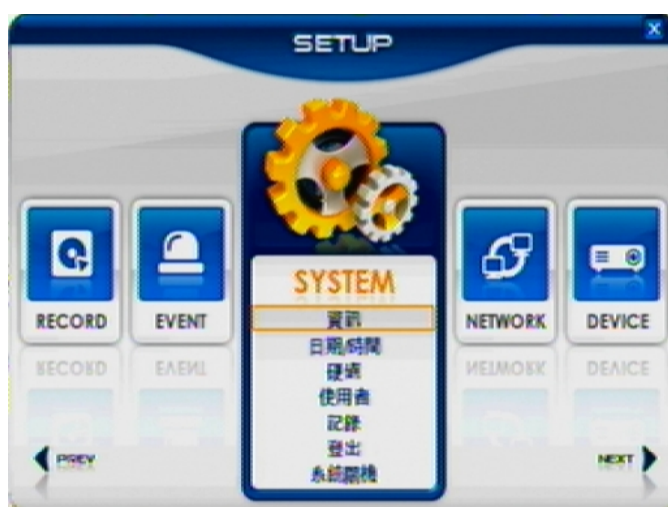 SETUP
RECORD
EVENT
SYSTEM
資訊
日期/時間
硬碟
使用者
記錄
登出
系統關機
NETWORK
DEVICE
PREV
NEXT